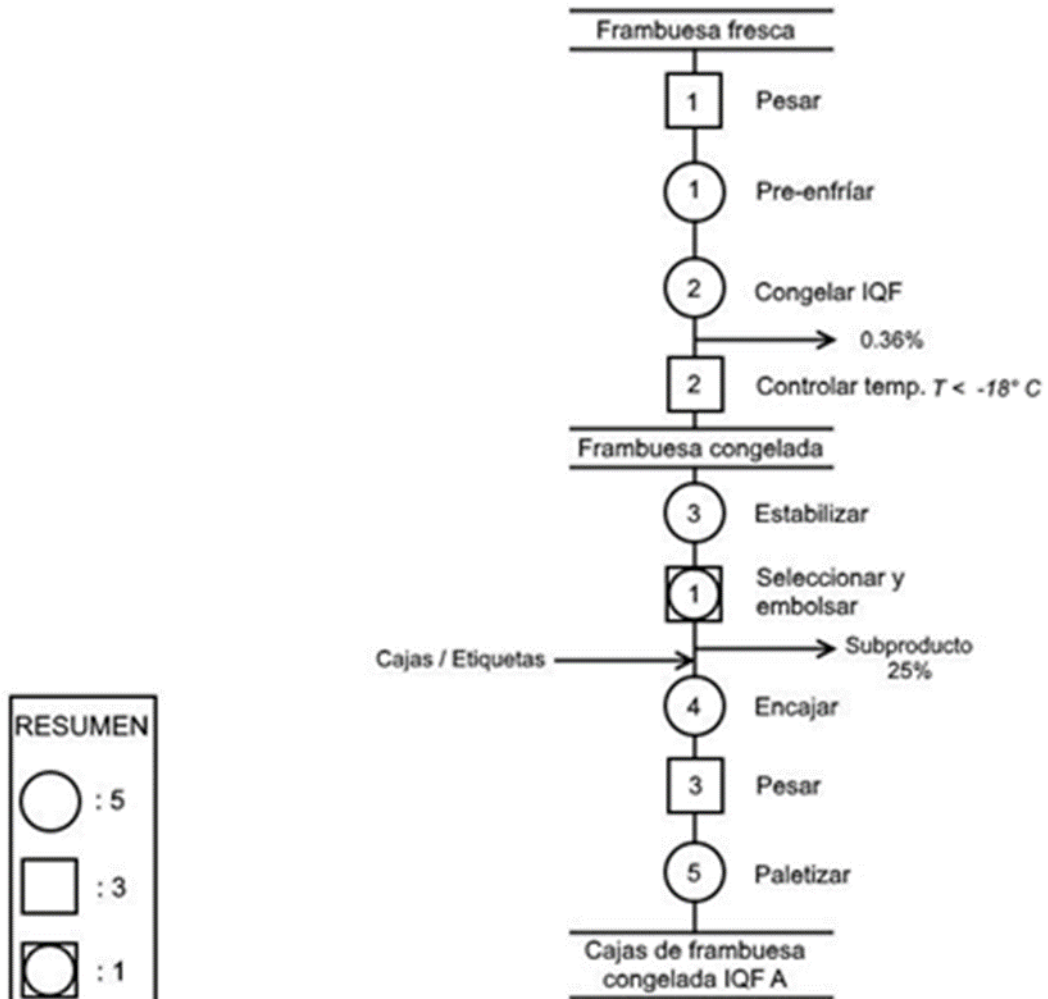 Frambuesa fresca
1 Pesar
1 Pre-enfríar
2 Congelar IQF
0.36%
2 Controlar temp. T < -18° C
Frambuesa congelada
3 Estabilizar
1 Seleccionar y
embolsar
Cajas / Etiquetas
Subproducto
25%
4 Encajar
3 Pesar
5 Paletizar
Cajas de frambuesa
congelada IQF A
RESUMEN
: 5
: 3
: 1